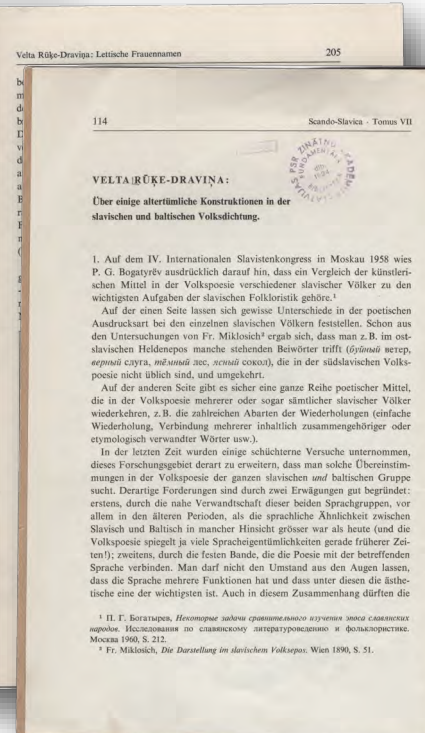 Velta Rūķe-Draviņa: Lettische Frauennamen 205
114 Scando-Slavica · Tomus VII
VELTA RŪĶE-DRAVIŅA:
Über einige altertümliche Konstruktionen in der
slavischen und baltischen Volksdichtung.
1. Auf dem IV. Internationalen Slavistenkongress in Moskau 1958 wies
P. G. Bogatyrëv ausdrücklich darauf hin, dass ein Vergleich der künstleri-
schen Mittel in der Volkspoesie verschiedener slavischer Völker zu den
wichtigsten Aufgaben der slavischen Folkloristik gehöre.¹
Auf der einen Seite lassen sich gewisse Unterschiede in der poetischen
Ausdrucksart bei den einzelnen slavischen Völkern feststellen. Schon aus
den Untersuchungen von Fr. Miklosich² ergab sich, dass man z.B. im ost-
slavischen Heldenepos manche stehenden Beiwörter trifft (буйный ветер,
верный слуга, тёмный лес, ясный сокол), die in der südslavischen Volks-
poesie nicht üblich sind, und umgekehrt.
Auf der anderen Seite gibt es sicher eine ganze Reihe poetischer Mittel,
die in der Volkspoesie mehrerer oder sogar sämtlicher slavischer Völker
wiederkehren, z.B. die zahlreichen Abarten der Wiederholungen (einfache
Wiederholung, Verbindung mehrerer inhaltlich zusammengehöriger oder
etymologisch verwandter Wörter usw.).
In der letzten Zeit wurden einige schüchterne Versuche unternommen,
dieses Forschungsgebiet derart zu erweitern, dass man solche Übereinstim-
mungen in der Volkspoesie der ganzen slavischen und baltischen Gruppe
sucht. Derartige Forderungen sind durch zwei Erwägungen gut begründet:
erstens, durch die nahe Verwandtschaft dieser beiden Sprachgruppen, vor
allem in den älteren Perioden, als die sprachliche Ähnlichkeit zwischen
Slavisch und Baltisch in mancher Hinsicht grösser war als heute (und die
Volkspoesie spiegelt ja viele Spracheigentümlichkeiten gerade früherer Zei-
ten!); zweitens, durch die festen Bande, die die Poesie mit der betreffenden
Sprache verbinden. Man darf nicht den Umstand aus den Augen lassen,
dass die Sprache mehrere Funktionen hat und dass unter diesen die ästhe-
tische eine der wichtigsten ist. Auch in diesem Zusammenhang dürften die
¹ П. Г. Богатырев, Некоторые задачи сравнительного изучения эпоса славянских
народов. Исследования по славянскому литературоведению и фольклористике.
Москва 1960, S. 212.
² Fr. Miklosich, Die Darstellung im slavischem Volksepos. Wien 1890, S. 51.